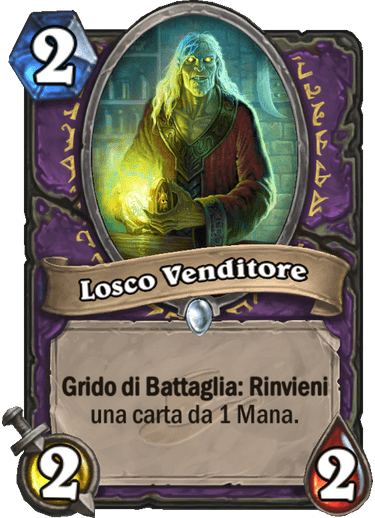 2
Losco Venditore
Grido di Battaglia: Rinvieni
una carta da 1 Mana.
2
2